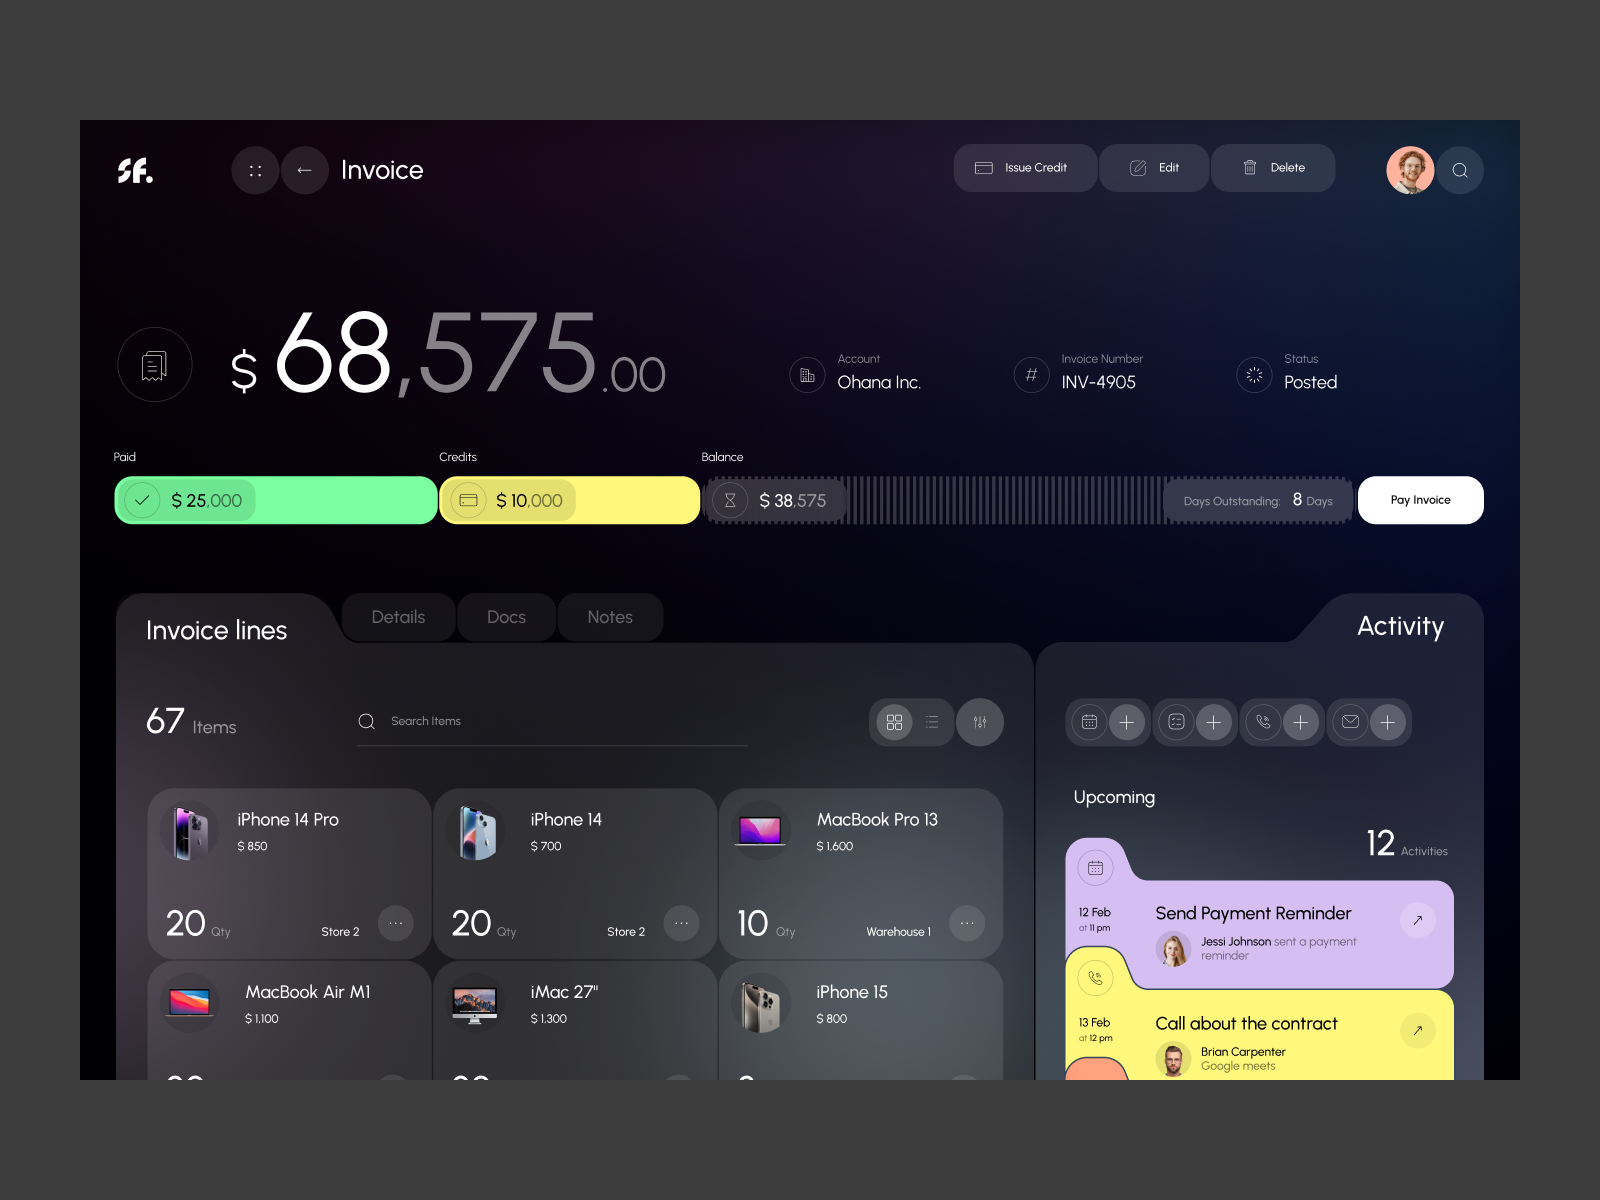 sf.
Invoice
Issue Credit
Edit
Delete
$ 68,575.00
Account
Ohana Inc.
Invoice Number
# INV-4905
Status
Posted
Paid
Credits
Balance
$ 25,000
$ 10,000
$ 38,575
Days Outstanding: 8 Days
Pay Invoice
Invoice lines
Details
Docs
Notes
Activity
67 Items
Search Items
iPhone 14 Pro
$ 850
20 Qty
Store 2
iPhone 14
$ 700
20 Qty
Store 2
MacBook Pro 13
$ 1,600
10 Qty
Warehouse 1
MacBook Air M1
$ 1,100
iMac 27"
$ 1,300
iPhone 15
$ 800
Upcoming
12 Activities
12 Feb
at 11 pm
Send Payment Reminder
Jessi Johnson sent a payment
reminder
13 Feb
at 12 pm
Call about the contract
Brian Carpenter
Google meets